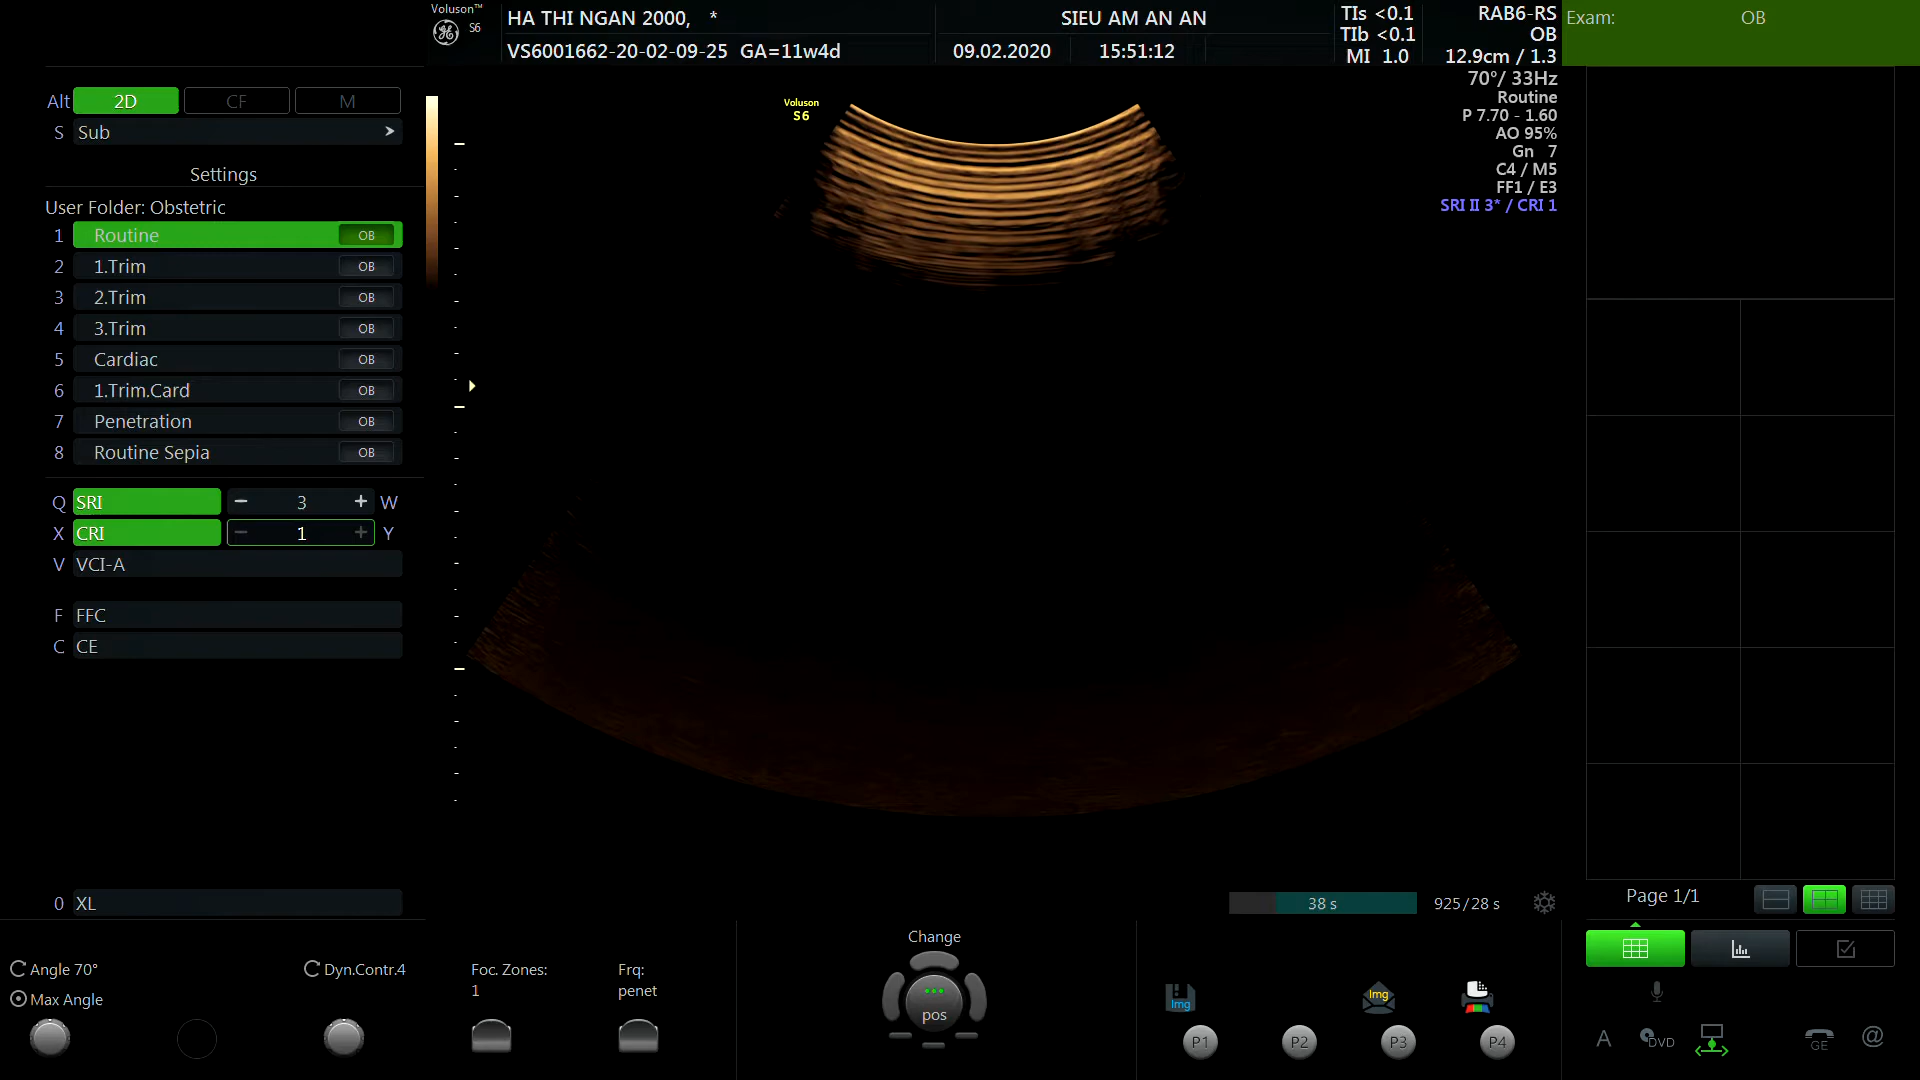 Voluson™
S6
HA THI NGAN 2000, *
SIEU AM AN AN
TIs <0.1
TIb <0.1
MI 1.0
RAB6-RS
OB
12.9cm / 1.3
Exam: OB
VS6001662-20-02-09-25 GA=11w4d
09.02.2020
15:51:12
70°/ 33Hz
Routine
P 7.70 - 1.60
AO 95%
Gn 7
C4 / M5
FF1 / E3
SRI II 3* / CRI 1
Voluson
S6
Alt 2D CF M
S Sub >
Settings
User Folder: Obstetric
1 Routine OB
2 1.Trim OB
3 2.Trim OB
4 3.Trim OB
5 Cardiac OB
6 1.Trim.Card OB
7 Penetration OB
8 Routine Sepia OB
Q SRI - 3 + W
X CRI - 1 + Y
V VCI-A
F FFC
C CE
0 XL
38 s
925/28 s
Page 1/1
Angle 70°
Max Angle
Dyn.Contr.4
Foc. Zones:
1
Frq:
penet
Change
pos
Img
Img
P1
P2
P3
P4
A
DVD
GE
@